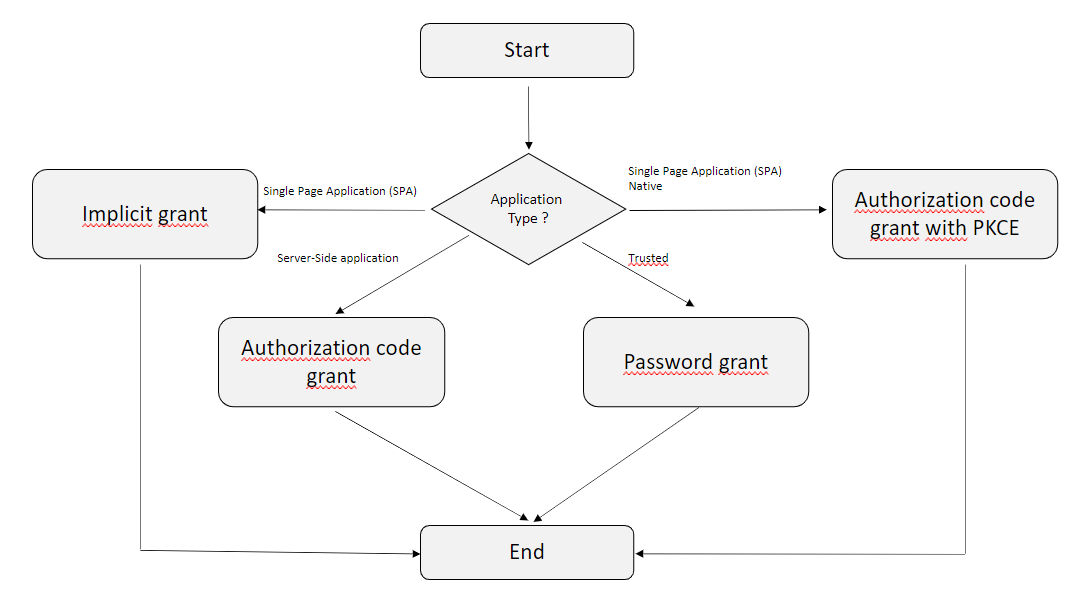 Start
Single Page Application (SPA)
Native
Single Page Application (SPA)
Application
Type ?
Implicit grant
Authorization code
grant with PKCE
Server-Side application
Trusted
Authorization code
grant
Password grant
End